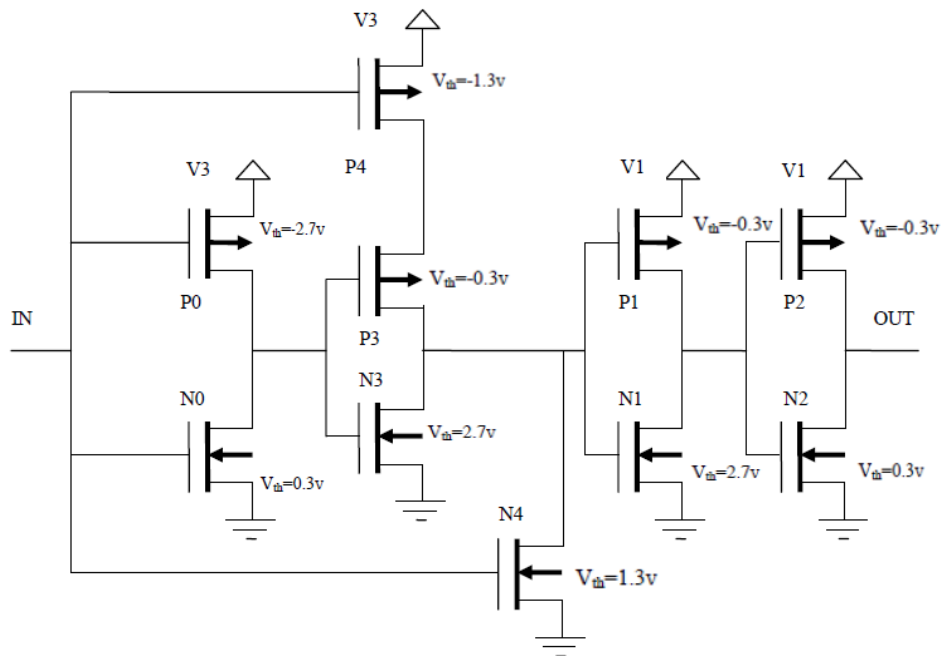 V3
Vth=-1.3v
P4
V3
V1
V1
Vth=-2.7v
Vth=-0.3v
Vth=-0.3v
Vth=-0.3v
P0
P3
P1
P2
IN
OUT
N3
N0
N1
N2
Vth=2.7v
Vth=0.3v
Vth=2.7v
Vth=0.3v
N4
Vth=1.3v